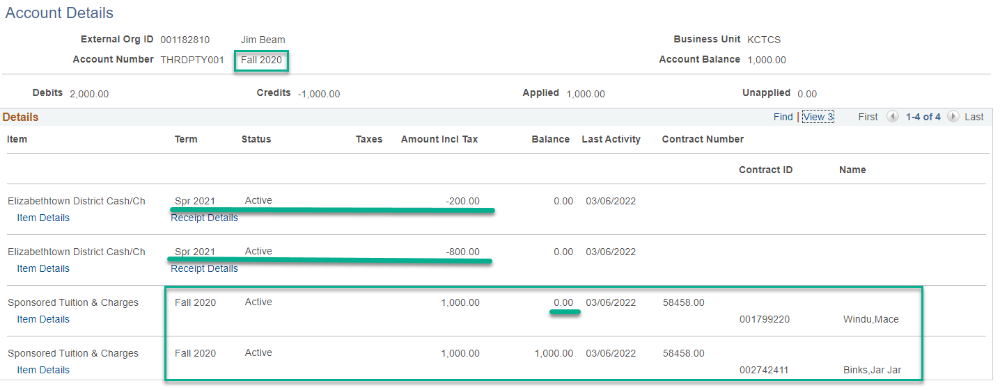 Account Details
External Org ID 001182810 Jim Beam Business Unit KCTCS
Account Number THRDPTY001 Fall 2020 Account Balance 1,000.00
Debits 2,000.00 Credits -1,000.00 Applied 1,000.00 Unapplied 0.00
Details Find | View 3 First 1-4 of 4 Last
Item Term Status Taxes Amount Incl Tax Balance Last Activity Contract Number
Contract ID Name
Elizabethtown District Cash/Ch Spr 2021 Active -200.00 0.00 03/06/2022
Item Details Receipt Details
Elizabethtown District Cash/Ch Spr 2021 Active -800.00 0.00 03/06/2022
Item Details Receipt Details
Sponsored Tuition & Charges Fall 2020 Active 1,000.00 0.00 03/06/2022 58458.00
Item Details 001799220 Windu,Mace
Sponsored Tuition & Charges Fall 2020 Active 1,000.00 1,000.00 03/06/2022 58458.00
Item Details 002742411 Binks,Jar Jar